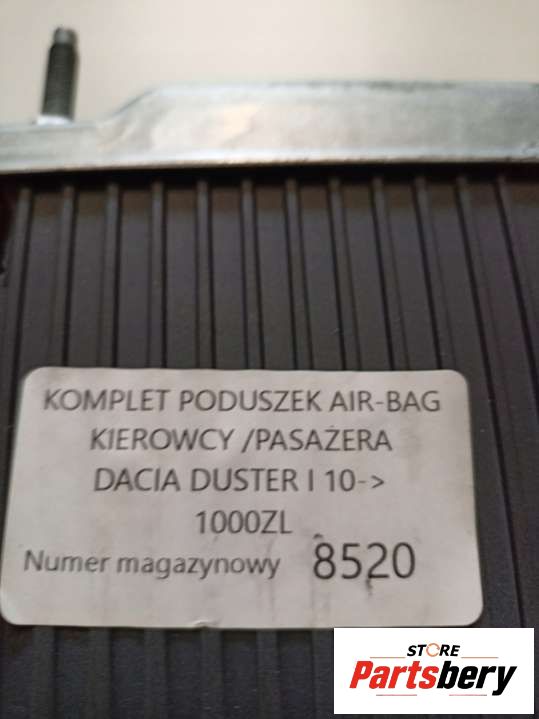 KOMPLET PODUSZEK AIR-BAG
KIEROWCY /PASAŻERA
DACIA DUSTER I 10->
1000ZL
Numer magazynowy 8520
STORE
Partsbery